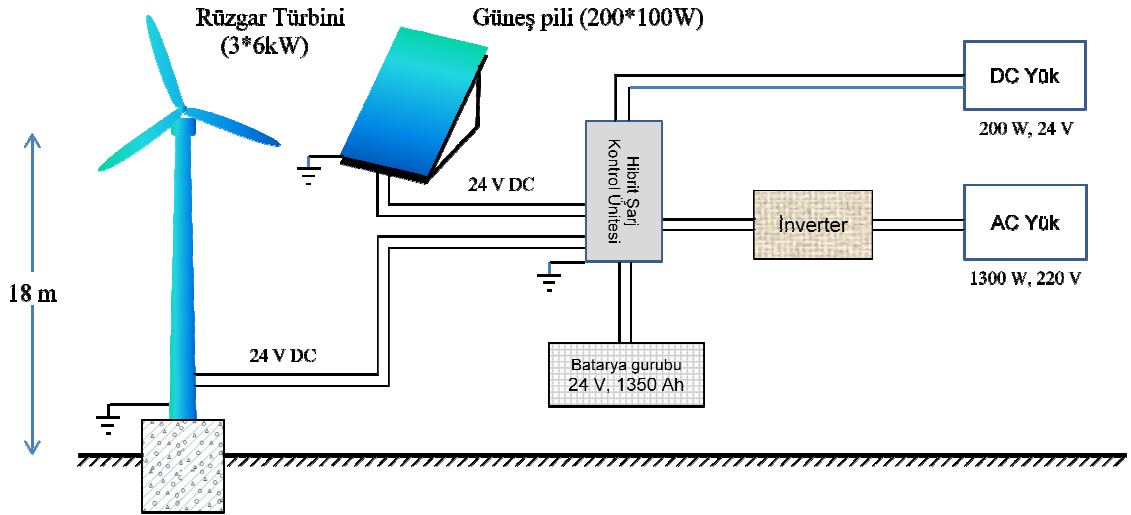 Rüzgar Türbini
(3*6kW)
Güneş pili (200*100W)
DC Yük
200 W, 24 V
24 V DC
Hibrit Şarj
Kontrol Ünitesi
İnverter
AC Yük
1300 W, 220 V
18 m
24 V DC
Batarya gurubu
24 V, 1350 Ah